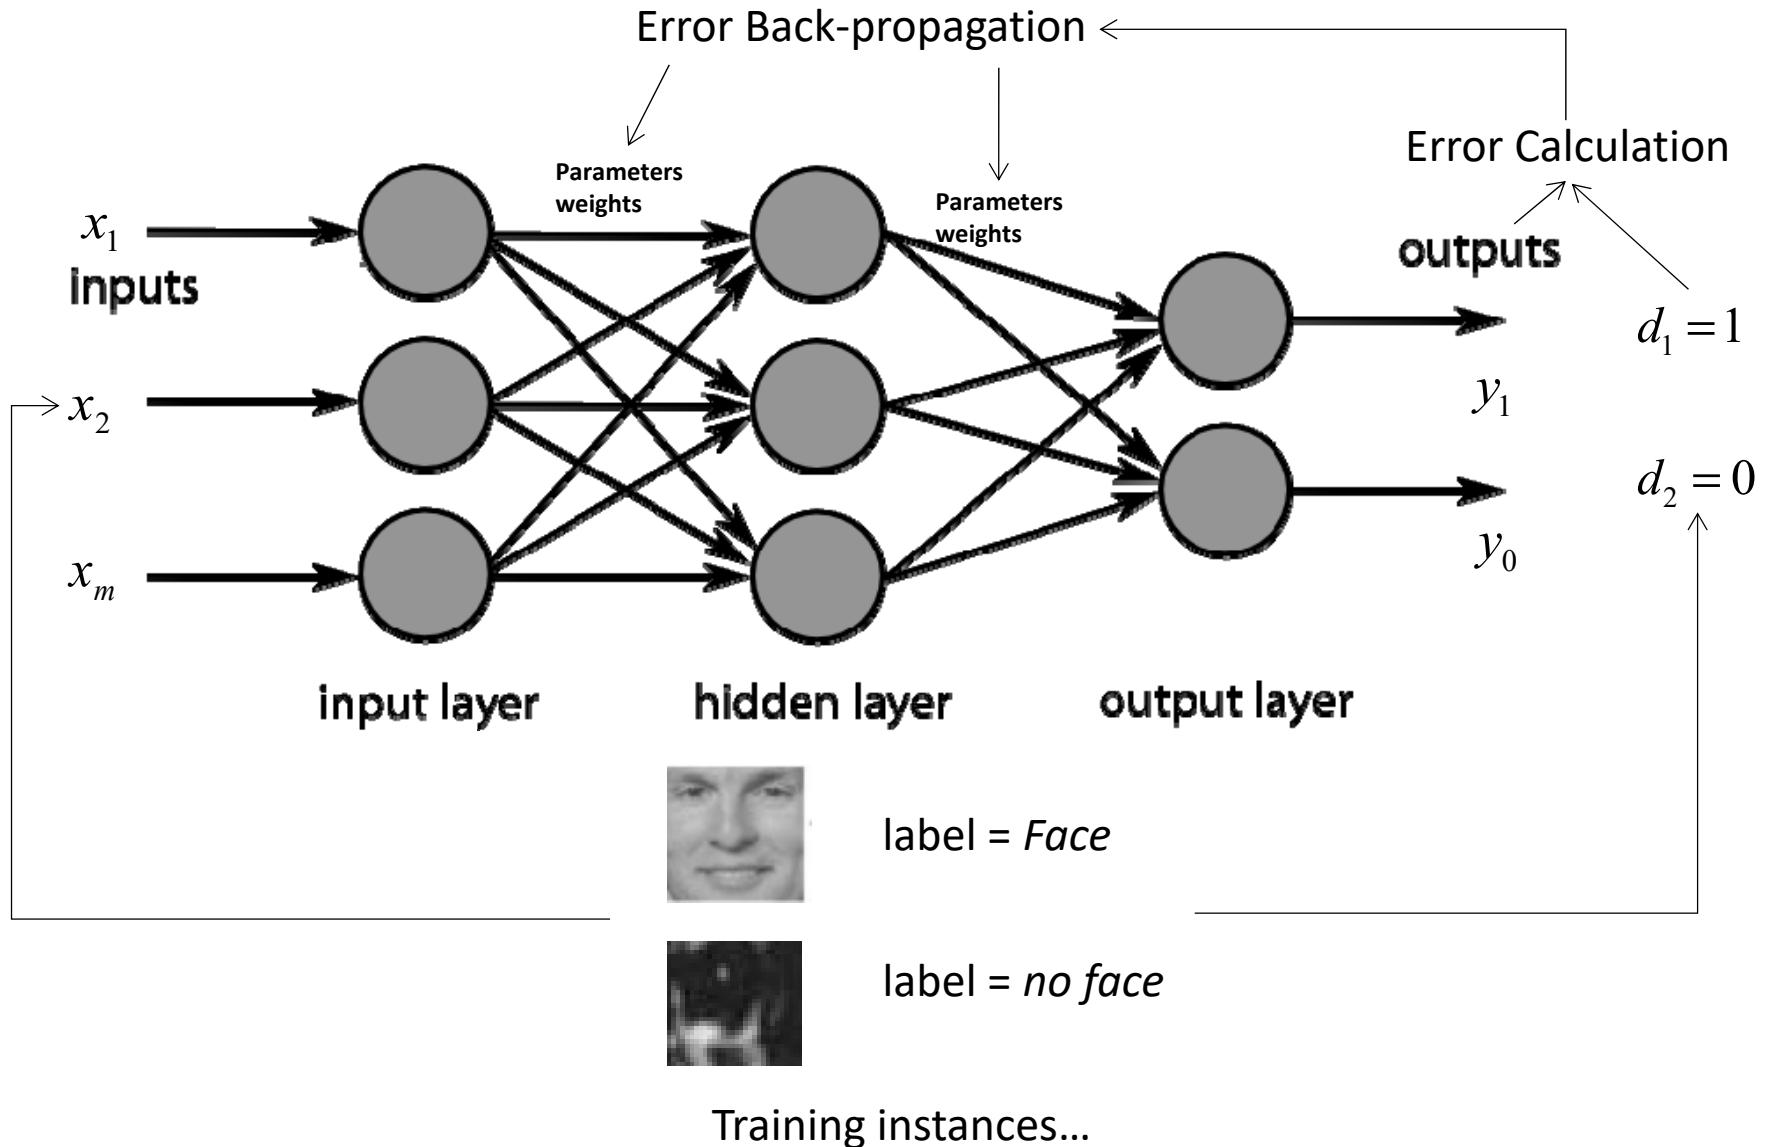 Error Back-propagation
Error Calculation
Parameters
weights
Parameters
weights
x₁
inputs
outputs
d₁ = 1
x₂
y₁
d₂ = 0
y₀
xₘ
input layer
hidden layer
output layer
label = Face
label = no face
Training instances...